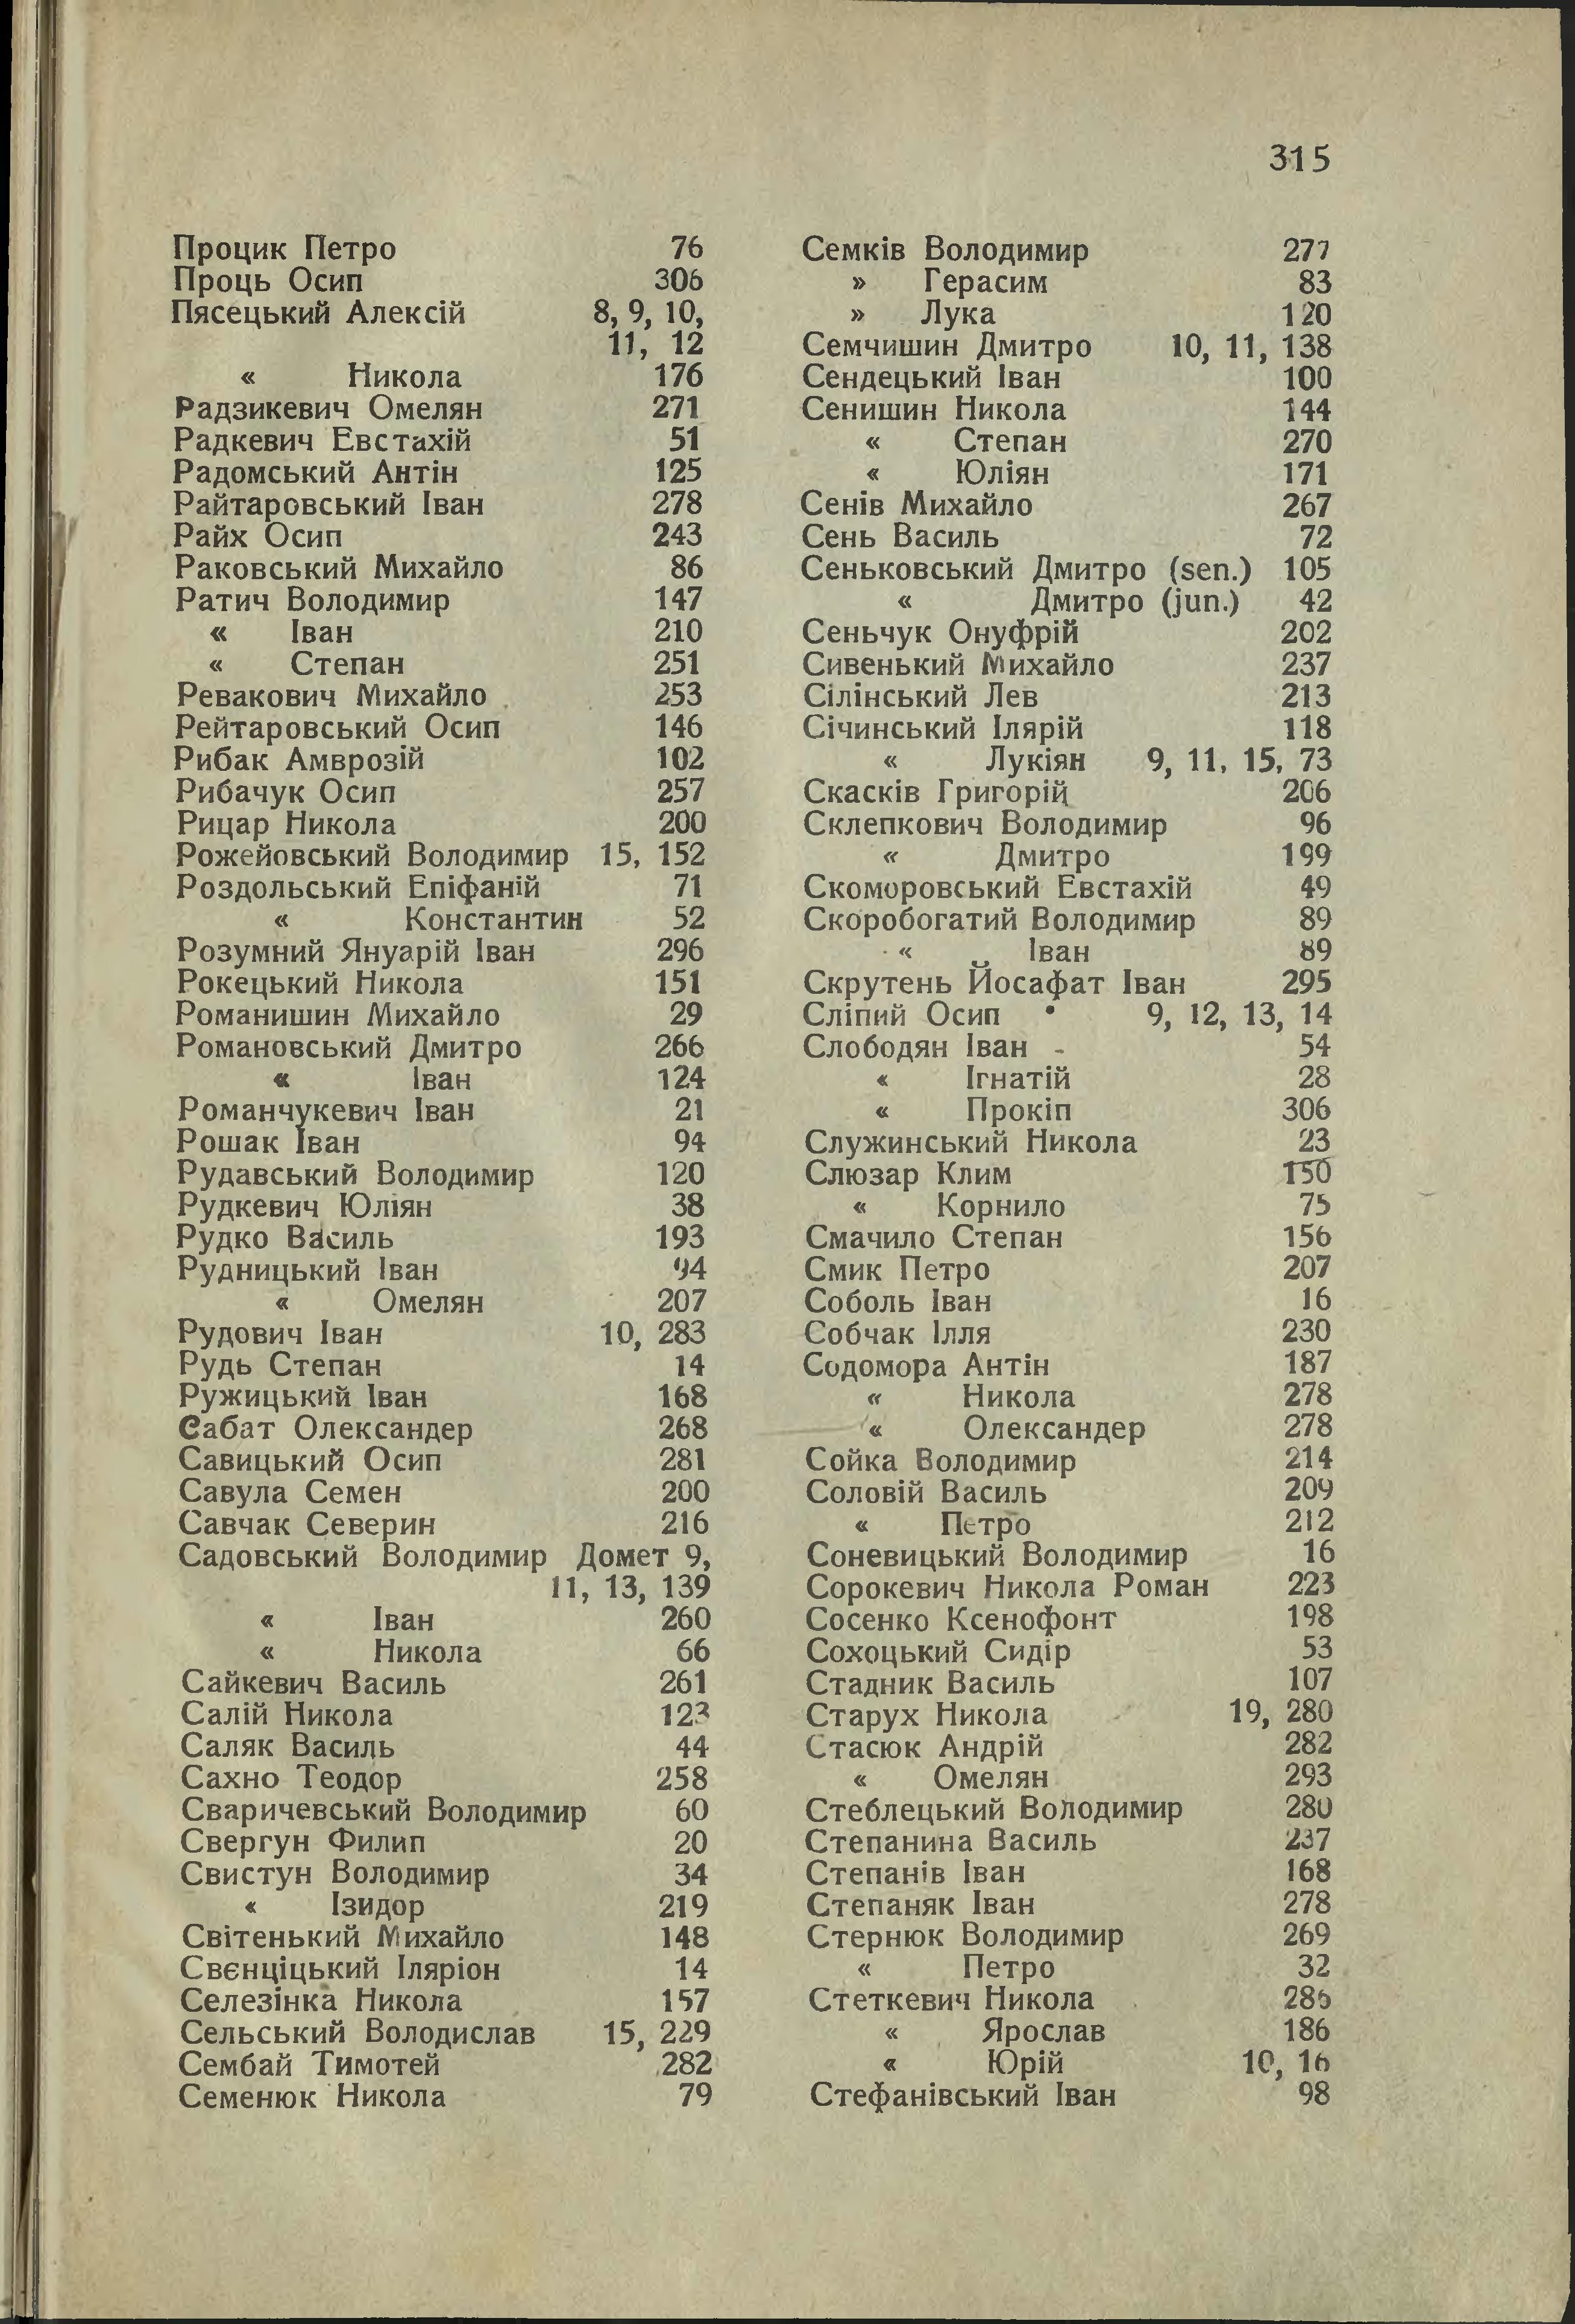 315
Процик Петро 76
Проць Осип 306
Пясецький Алексій 8, 9, 10,
11, 12
« Никола 176
Радзикевич Омелян 271
Радкевич Евстахій 51
Радомський Антін 125
Райтаровський Іван 278
Райх Осип 243
Раковський Михайло 86
Ратич Володимир 147
« Іван 210
« Степан 251
Ревакович Михайло 253
Рейтаровський Осип 146
Рибак Амврозій 102
Рибачук Осип 257
Рицар Никола 200
Рожейовський Володимир 15, 152
Роздольський Епіфаній 71
« Константин 52
Розумний Януарій Іван 296
Рокецький Никола 151
Романишин Михайло 29
Романовський Дмитро 266
« Іван 124
Романчукевич Іван 21
Рошак Іван 94
Рудавський Володимир 120
Рудкевич Юліян 38
Рудко Василь 193
Рудницький Іван 94
« Омелян 207
Рудович Іван 10, 283
Рудь Степан 14
Ружицький Іван 168
Сабат Олександер 268
Савицький Осип 281
Савула Семен 200
Савчак Северин 216
Садовський Володимир Домет 9,
11, 13, 139
« Іван 260
« Никола 66
Сайкевич Василь 261
Салій Никола 123
Саляк Василь 44
Сахно Теодор 258
Сваричевський Володимир 60
Свергун Филип 20
Свистун Володимир 34
« Ізидор 219
Світенький Михайло 148
Свєнціцький Іляріон 14
Селезінка Никола 157
Сельський Володислав 15, 229
Сембай Тимотей 282
Семенюк Никола 79
Семків Володимир 277
» Герасим 83
» Лука 120
Семчишин Дмитро 10, 11, 138
Сендецький Іван 100
Сенишин Никола 144
« Степан 270
« Юліян 171
Сенів Михайло 267
Сень Василь 72
Сеньковський Дмитро (sen.) 105
« Дмитро (jun.) 42
Сеньчук Онуфрій 202
Сивенький Михайло 237
Сілінський Лев 213
Січинський Ілярій 118
« Лукіян 9, 11, 15, 73
Скасків Григорій 206
Склепкович Володимир 96
« Дмитро 199
Скоморовський Евстахій 49
Скоробогатий Володимир 89
« Іван 89
Скрутень Йосафат Іван 295
Сліпий Осип 9, 12, 13, 14
Слободян Іван 54
« Ігнатій 28
« Прокіп 306
Служинський Никола 23
Слюзар Клим 150
« Корнило 75
Смачило Степан 156
Смик Петро 207
Соболь Іван 16
Собчак Ілля 230
Содомора Антін 187
« Никола 278
« Олександер 278
Сойка Володимир 214
Соловій Василь 209
« Петро 212
Соневицький Володимир 16
Сорокевич Никола Роман 223
Сосенко Ксенофонт 198
Сохоцький Сидір 53
Стадник Василь 107
Старух Никола 19, 280
Стасюк Андрій 282
« Омелян 293
Стеблецький Володимир 280
Степанина Василь 237
Степанів Іван 168
Степаняк Іван 278
Стернюк Володимир 269
« Петро 32
Стеткевич Никола 286
« Ярослав 186
« Юрій 10, 16
Стефанівський Іван 98